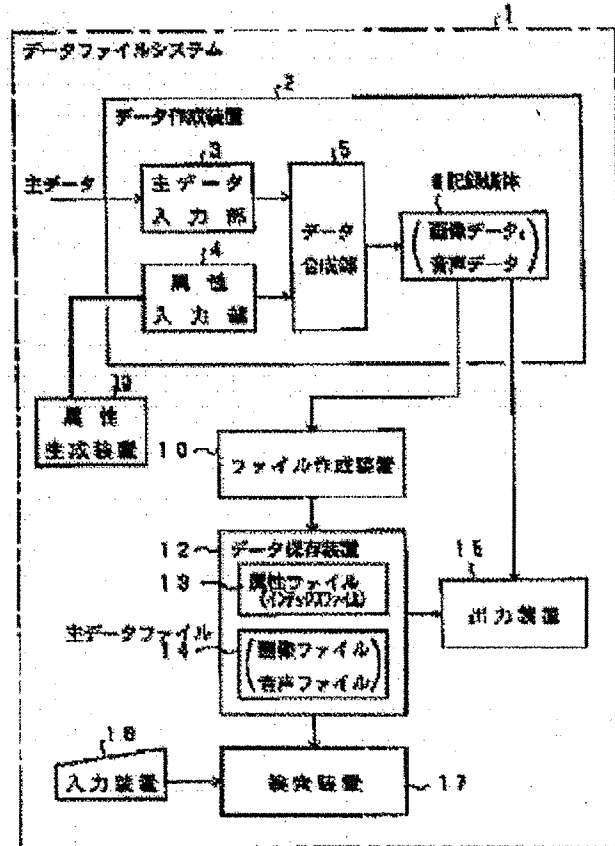 1
データファイルシステム
2
データ作成装置
3
5
主データ
主データ
入力部
データ
合成部
記録媒体
画像データ,
音声データ
4
属性
入力部
属性
生成装置
10
ファイル作成装置
12
データ保存装置
13
属性ファイル
(インデックスファイル)
主データファイル
14
画像ファイル
音声ファイル
出力装置
入力装置
検索装置
17